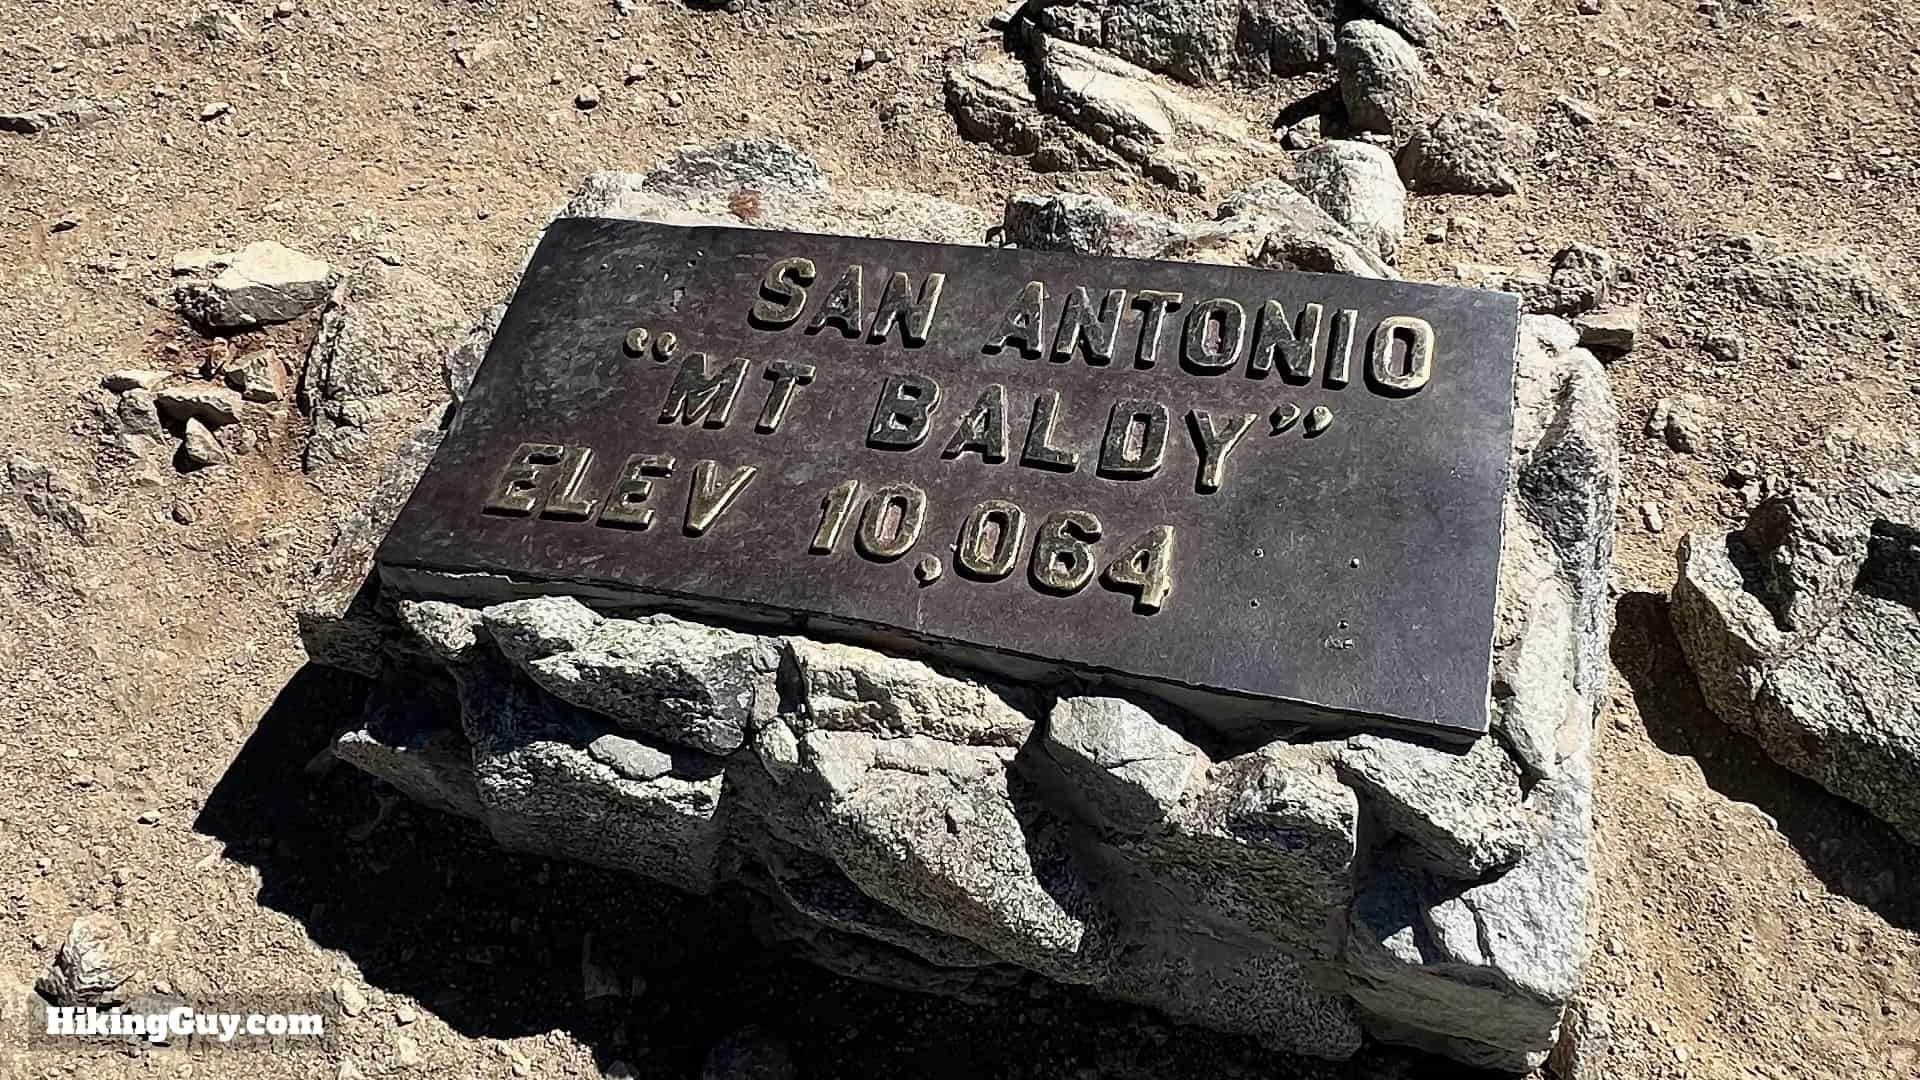 SAN ANTONIO
“MT BALDY”
ELEV 10,064
HikingGuy.com